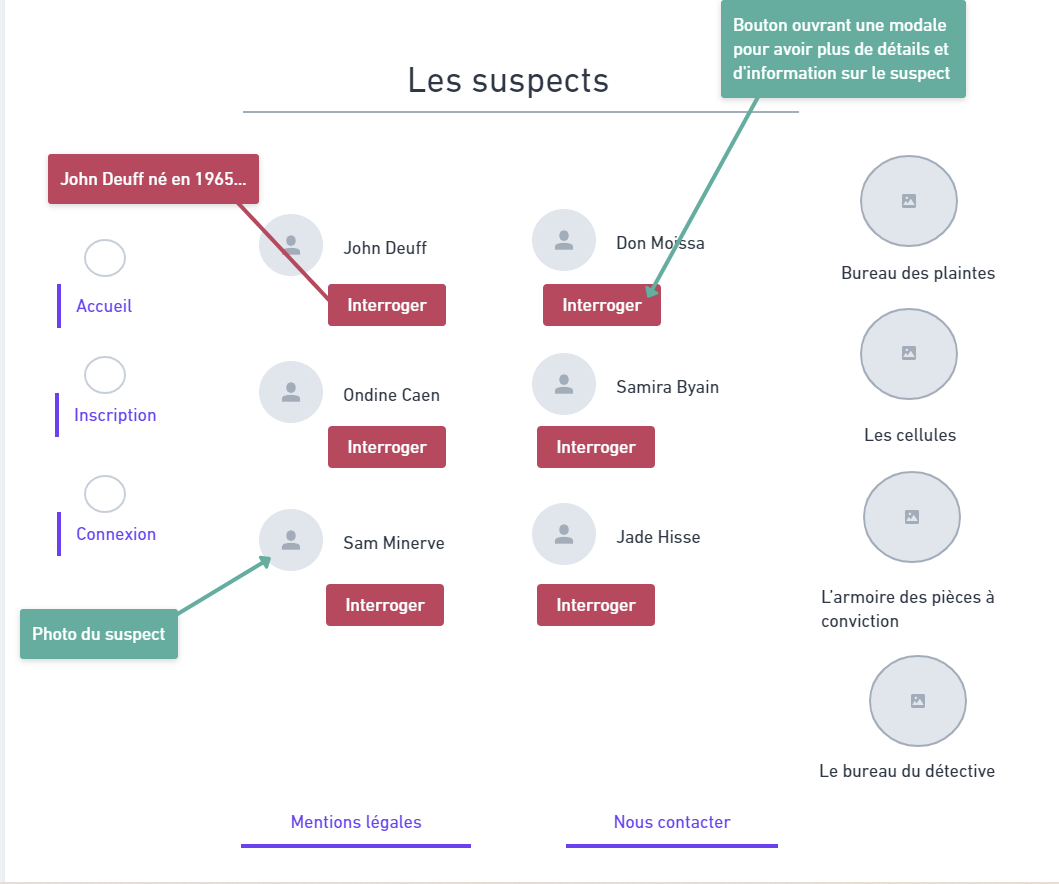 Bouton ouvrant une modale
pour avoir plus de détails et
d'information sur le suspect
Les suspects
John Deuff né en 1965...
Accueil
Inscription
Connexion
Photo du suspect
John Deuff
Interroger
Don Moissa
Interroger
Ondine Caen
Interroger
Samira Byain
Interroger
Sam Minerve
Interroger
Jade Hisse
Interroger
Bureau des plaintes
Les cellules
L’armoire des pièces à
conviction
Le bureau du détective
Mentions légales
Nous contacter